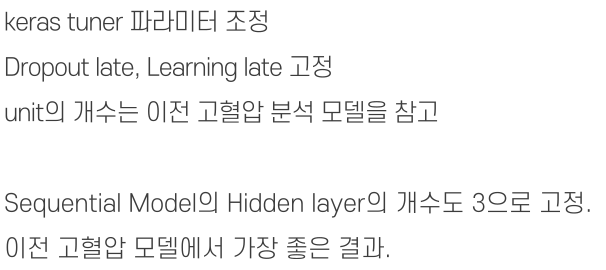 keras tuner 파라미터 조정
Dropout late, Learning late 고정
unit의 개수는 이전 고혈압 분석 모델을 참고
Sequential Model의 Hidden layer의 개수도 3으로 고정.
이전 고혈압 모델에서 가장 좋은 결과.